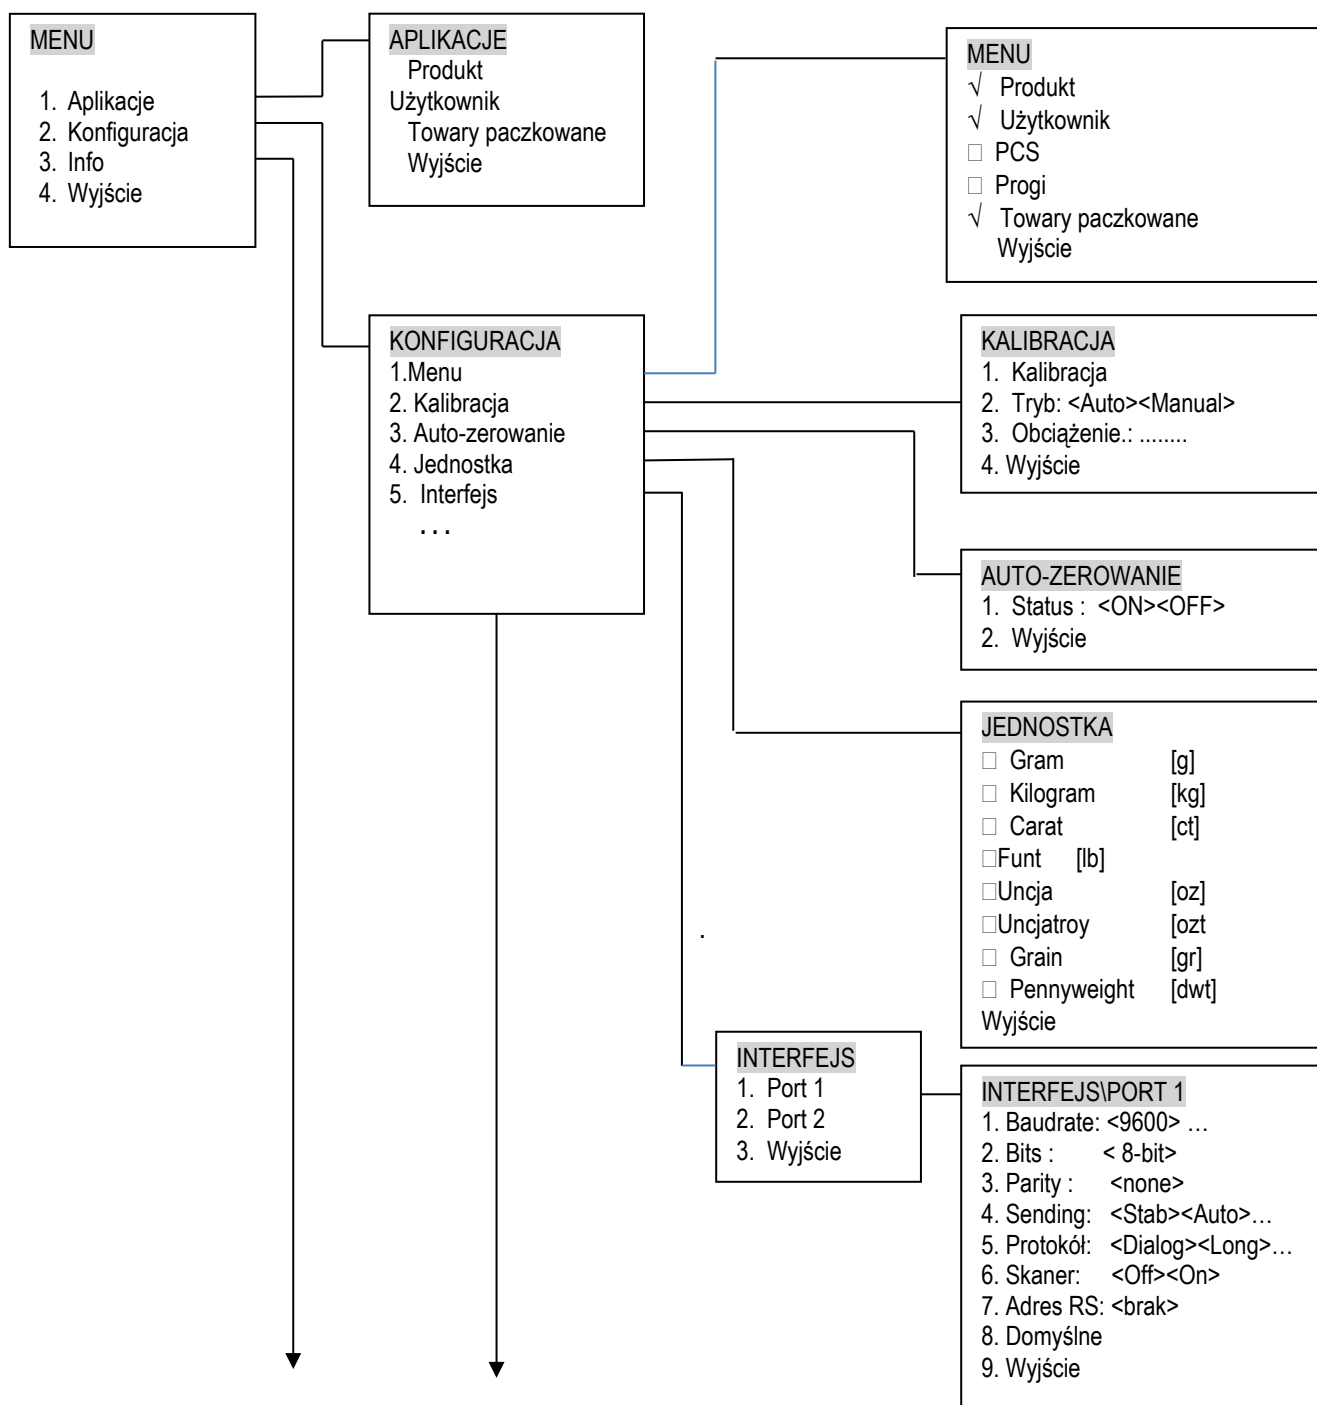 MENU
1. Aplikacje
2. Konfiguracja
3. Info
4. Wyjście
APLIKACJE
Produkt
Użytkownik
Towary paczkowane
Wyjście
MENU
√ Produkt
√ Użytkownik
□ PCS
□ Progi
√ Towary paczkowane
Wyjście
KONFIGURACJA
1.Menu
2. Kalibracja
3. Auto-zerowanie
4. Jednostka
5. Interfejs
. . .
KALIBRACJA
1. Kalibracja
2. Tryb: <Auto><Manual>
3. Obciążenie.: ........
4. Wyjście
AUTO-ZEROWANIE
1. Status : <ON><OFF>
2. Wyjście
JEDNOSTKA
□ Gram [g]
□ Kilogram [kg]
□ Carat [ct]
□Funt [lb]
□Uncja [oz]
□Uncjatroy [ozt
□ Grain [gr]
□ Pennyweight [dwt]
Wyjście
.
INTERFEJS
1. Port 1
2. Port 2
3. Wyjście
INTERFEJS\PORT 1
1. Baudrate: <9600> …
2. Bits : < 8-bit>
3. Parity : <none>
4. Sending: <Stab><Auto>…
5. Protokół: <Dialog><Long>…
6. Skaner: <Off><On>
7. Adres RS: <brak>
8. Domyślne
9. Wyjście